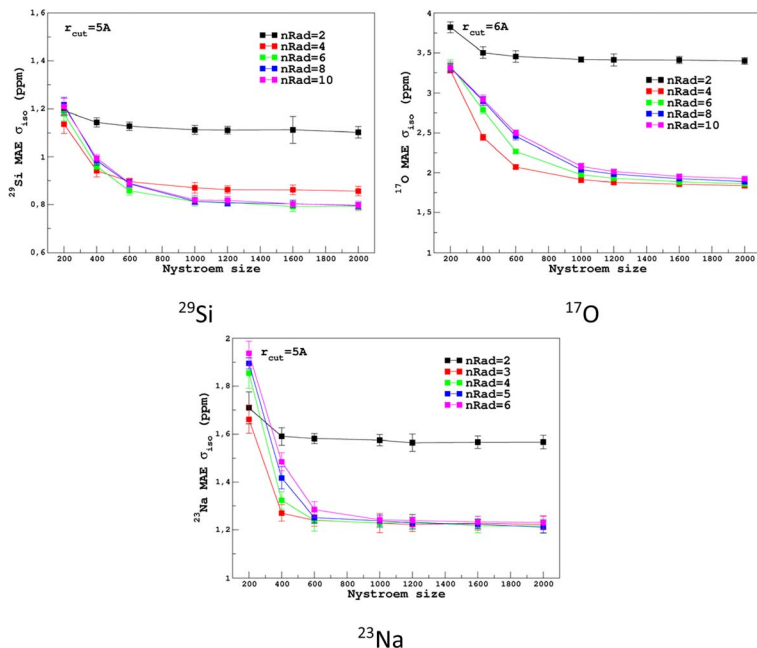 1,6
1,4
1,2
1
0,8
0,6
200 400 600 800 1000 1200 1400 1600 1800 2000
Nystroem size
29Si MAE σiso (ppm)
rcut=5A
nRad=2
nRad=4
nRad=6
nRad=8
nRad=10
29Si
4
3,5
3
2,5
2
1,5
1
200 400 600 800 1000 1200 1400 1600 1800 2000
Nystroem size
17O MAE σiso (ppm)
rcut=6A
nRad=2
nRad=4
nRad=6
nRad=8
nRad=10
17O
2
1,8
1,6
1,4
1,2
1
200 400 600 800 1000 1200 1400 1600 1800 2000
Nystroem size
23Na MAE σiso (ppm)
rcut=5A
nRad=2
nRad=3
nRad=4
nRad=5
nRad=6
23Na